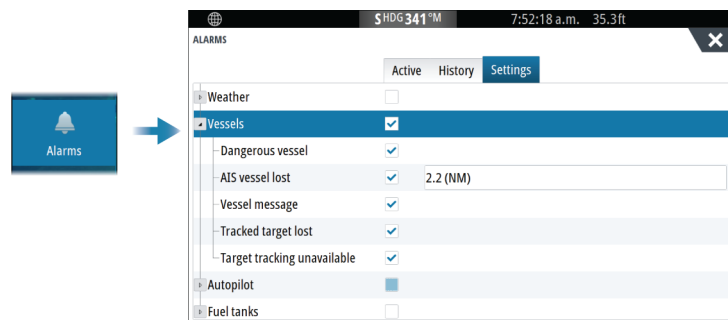 S HDG 341 °M 7:52:18 a.m. 35.3ft
ALARMS
Active History Settings
Weather
Vessels
Dangerous vessel
Alarms
AIS vessel lost 2.2 (NM)
Vessel message
Tracked target lost
Target tracking unavailable
Autopilot
Fuel tanks